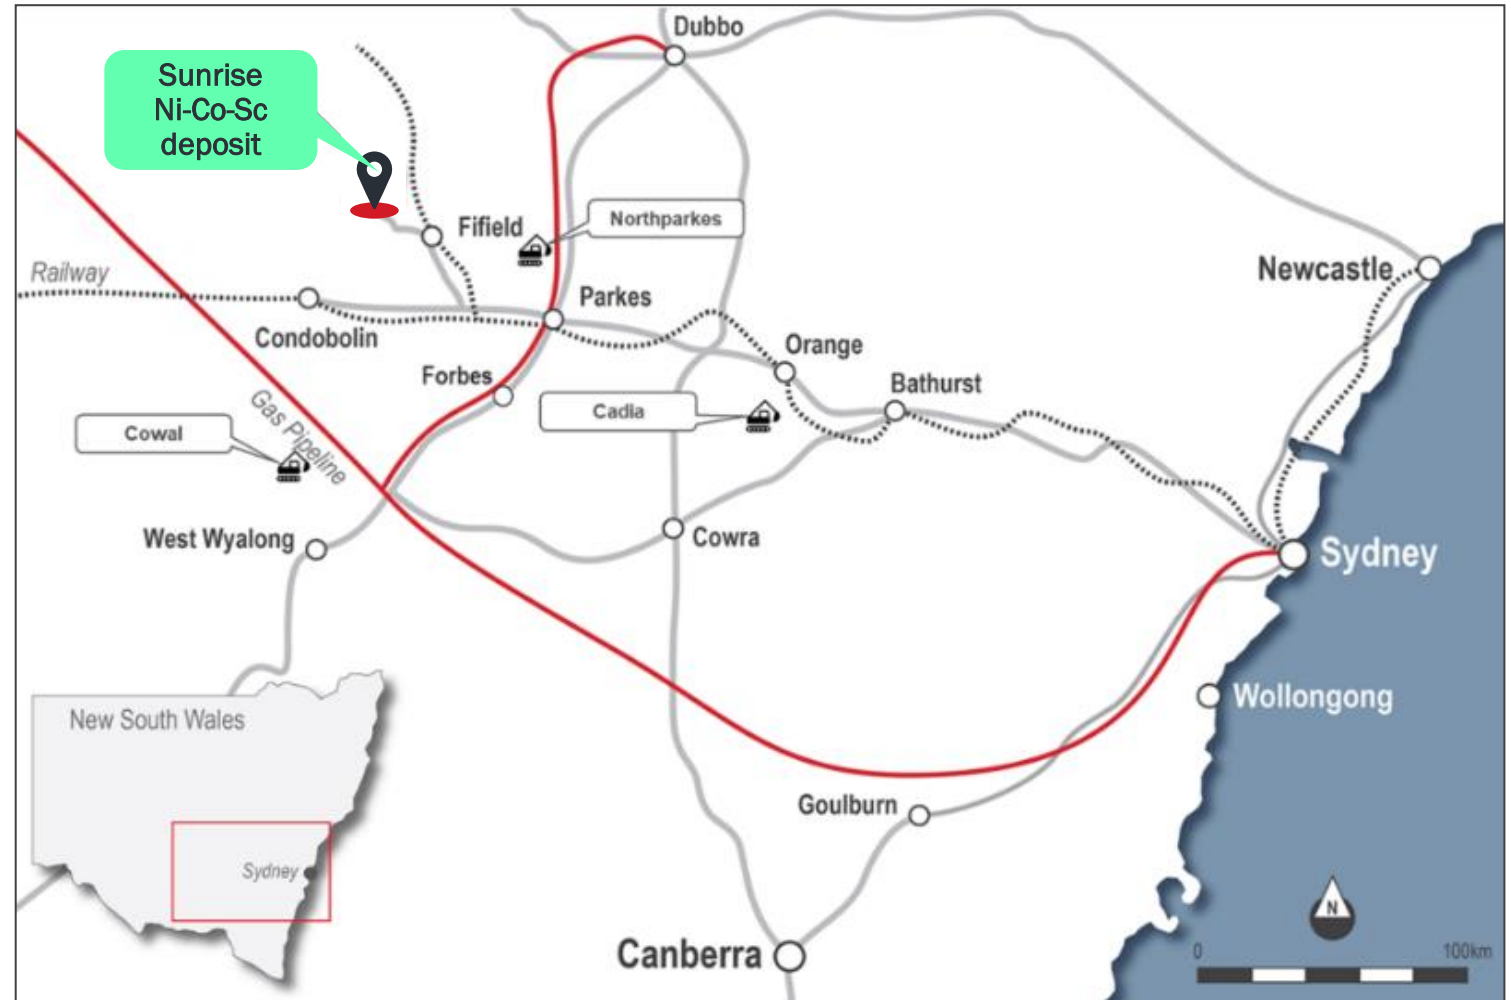 Dubbo
Sunrise
Ni-Co-Sc
deposit
Fifield
Northparkes
Railway
Newcastle
Parkes
Condobolin
Orange
Forbes
Bathurst
Gas Pipeline
Cadia
Cowal
West Wyalong
Cowra
Sydney
New South Wales
Wollongong
Goulburn
Sydney
N
Canberra
0
100km